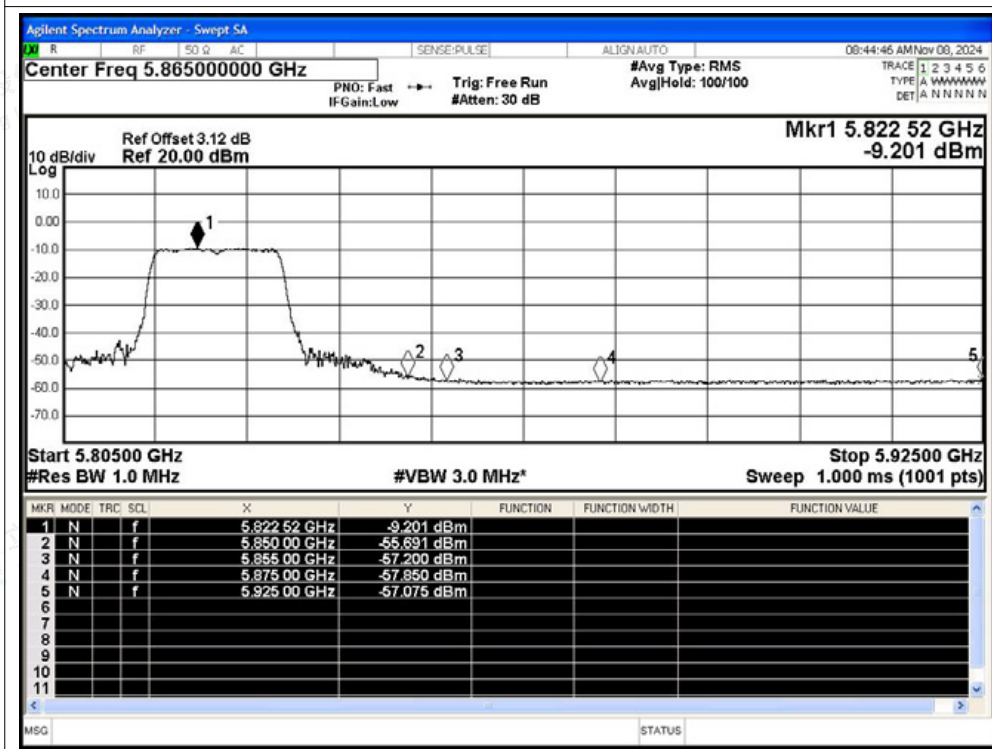 Agilent Spectrum Analyzer - Swept SA
LXI R RF 50 Ω AC SENSE:PULSE ALIGN AUTO 08:44:46 AM Nov 08, 2024
Center Freq 5.865000000 GHz #Avg Type: RMS TRACE 1 2 3 4 5 6
PNO: Fast Trig: Free Run Avg|Hold: 100/100 TYPE A WWWWW
IFGain:Low #Atten: 30 dB DET A N N N N N
Mkr1 5.822 52 GHz
-9.201 dBm
Ref Offset 3.12 dB
10 dB/div Ref 20.00 dBm
Log
10.0
0.00
-10.0
-20.0
-30.0
-40.0
-50.0
-60.0
-70.0
1
2
3
4
5
Start 5.80500 GHz Stop 5.92500 GHz
#Res BW 1.0 MHz #VBW 3.0 MHz* Sweep 1.000 ms (1001 pts)
MKR MODE TRC SCL X Y FUNCTION FUNCTION WIDTH FUNCTION VALUE
1 N f 5.822 52 GHz -9.201 dBm
2 N f 5.850 00 GHz -55.691 dBm
3 N f 5.855 00 GHz -57.200 dBm
4 N f 5.875 00 GHz -57.850 dBm
5 N f 5.925 00 GHz -57.075 dBm
6
7
8
9
10
11
MSG STATUS